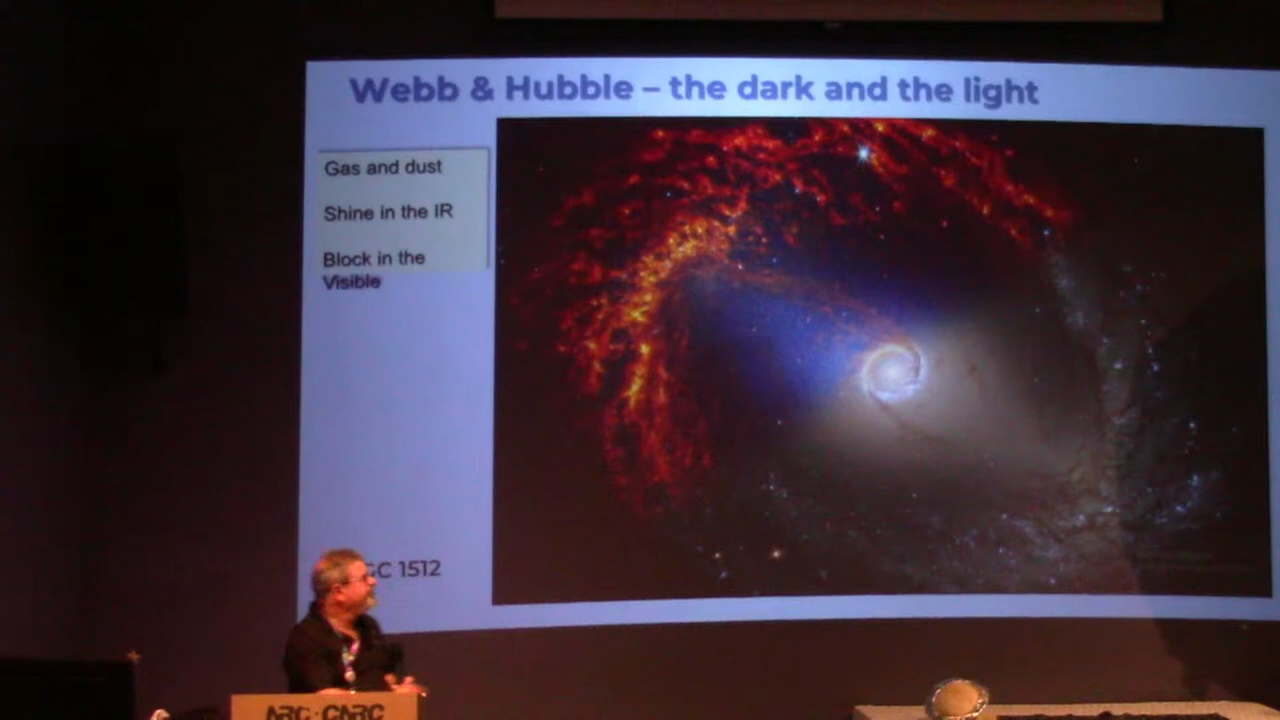 Webb & Hubble – the dark and the light
Gas and dust
Shine in the IR
Block in the
Visible
GC 1512